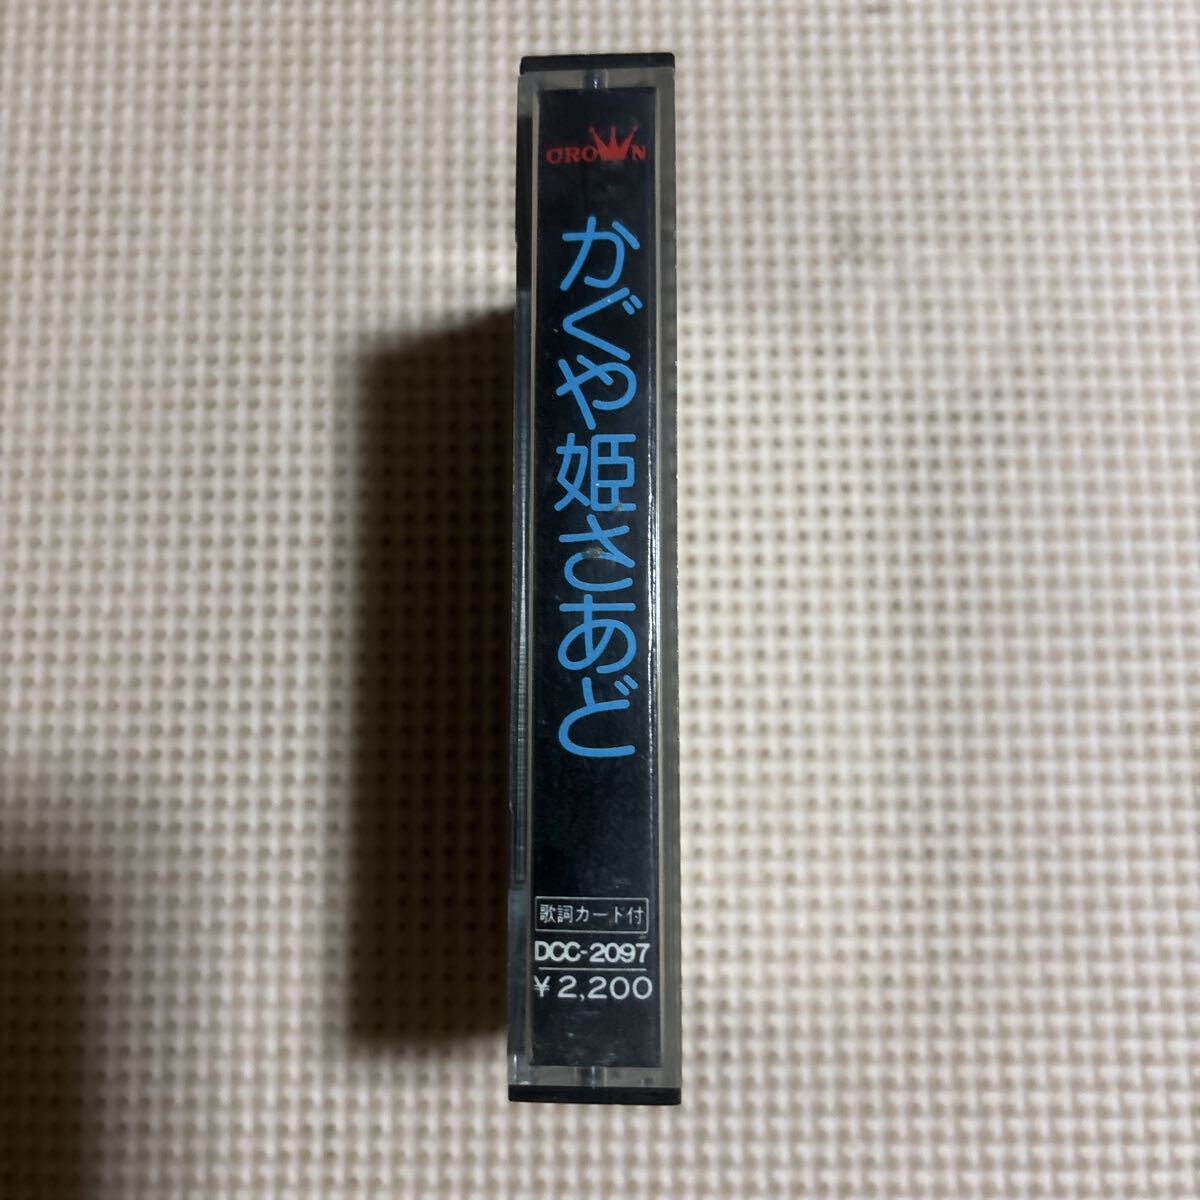 CROWN
かぐや姫さあど
歌詞カード付
DCC-2097
¥2,200